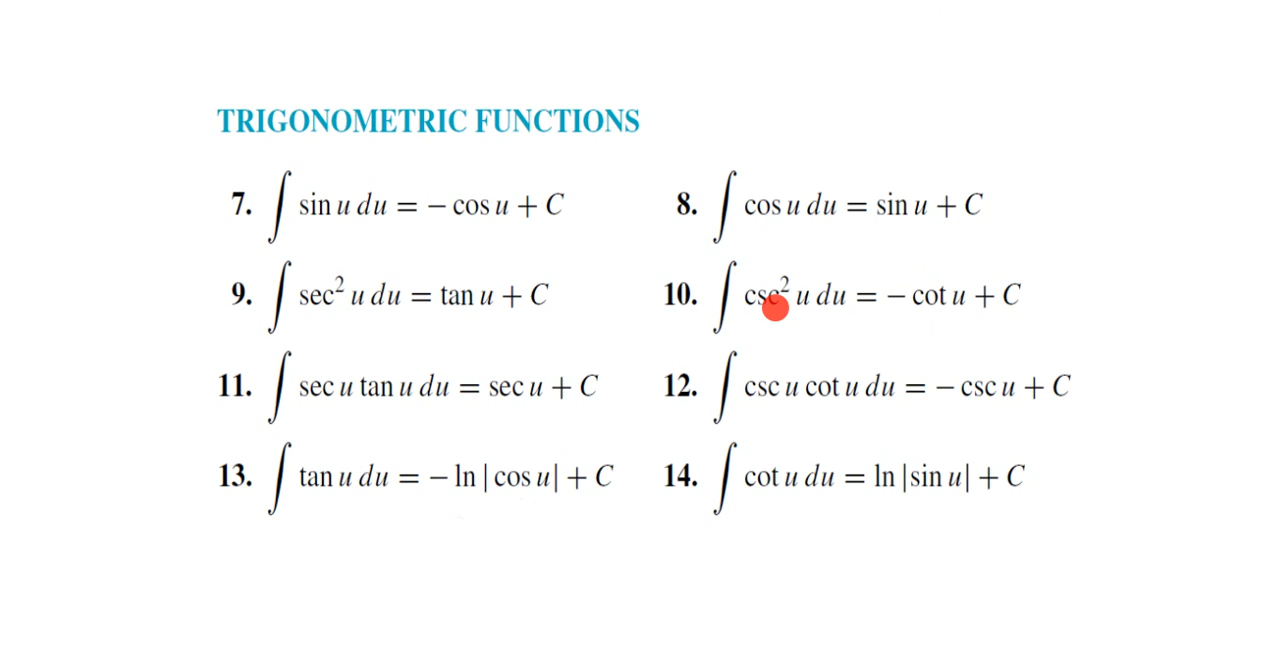 TRIGONOMETRIC FUNCTIONS
7. ∫ sin u du = − cos u + C
8. ∫ cos u du = sin u + C
9. ∫ sec² u du = tan u + C
10. ∫ csc² u du = − cot u + C
11. ∫ sec u tan u du = sec u + C
12. ∫ csc u cot u du = − csc u + C
13. ∫ tan u du = − ln |cos u| + C
14. ∫ cot u du = ln |sin u| + C